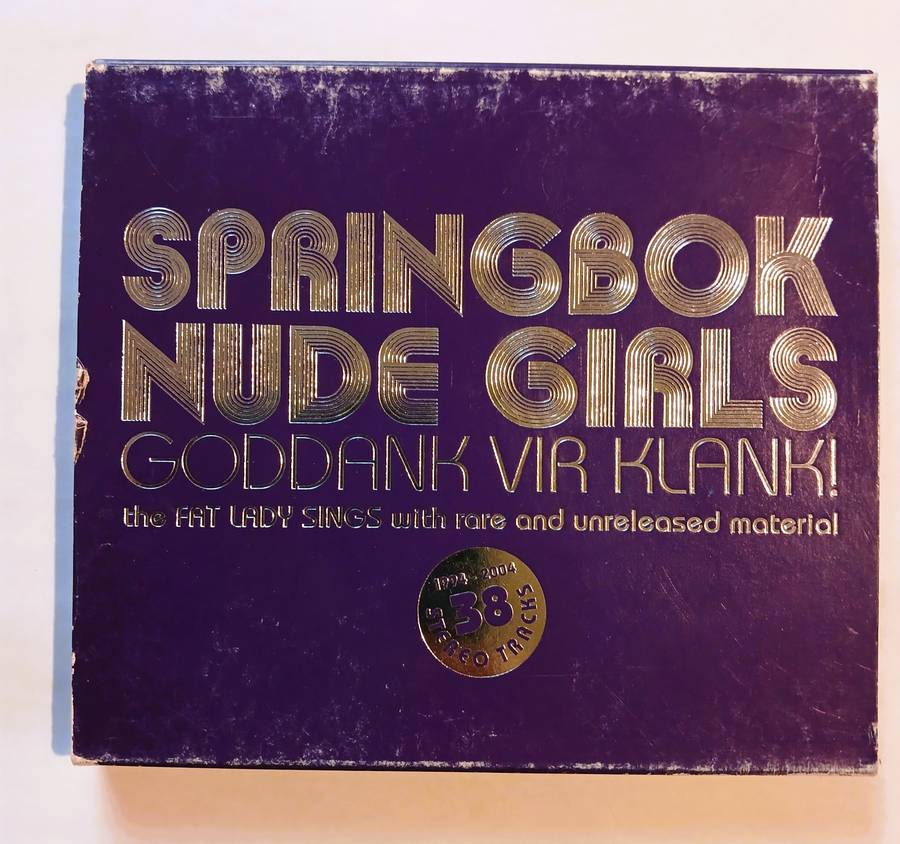 SPRINGBOK
NUDE GIRLS
GODDANK VIR KLANK!
the FAT LADY SINGS with rare and unreleased material
1994 - 2004
38
STEREO TRACKS